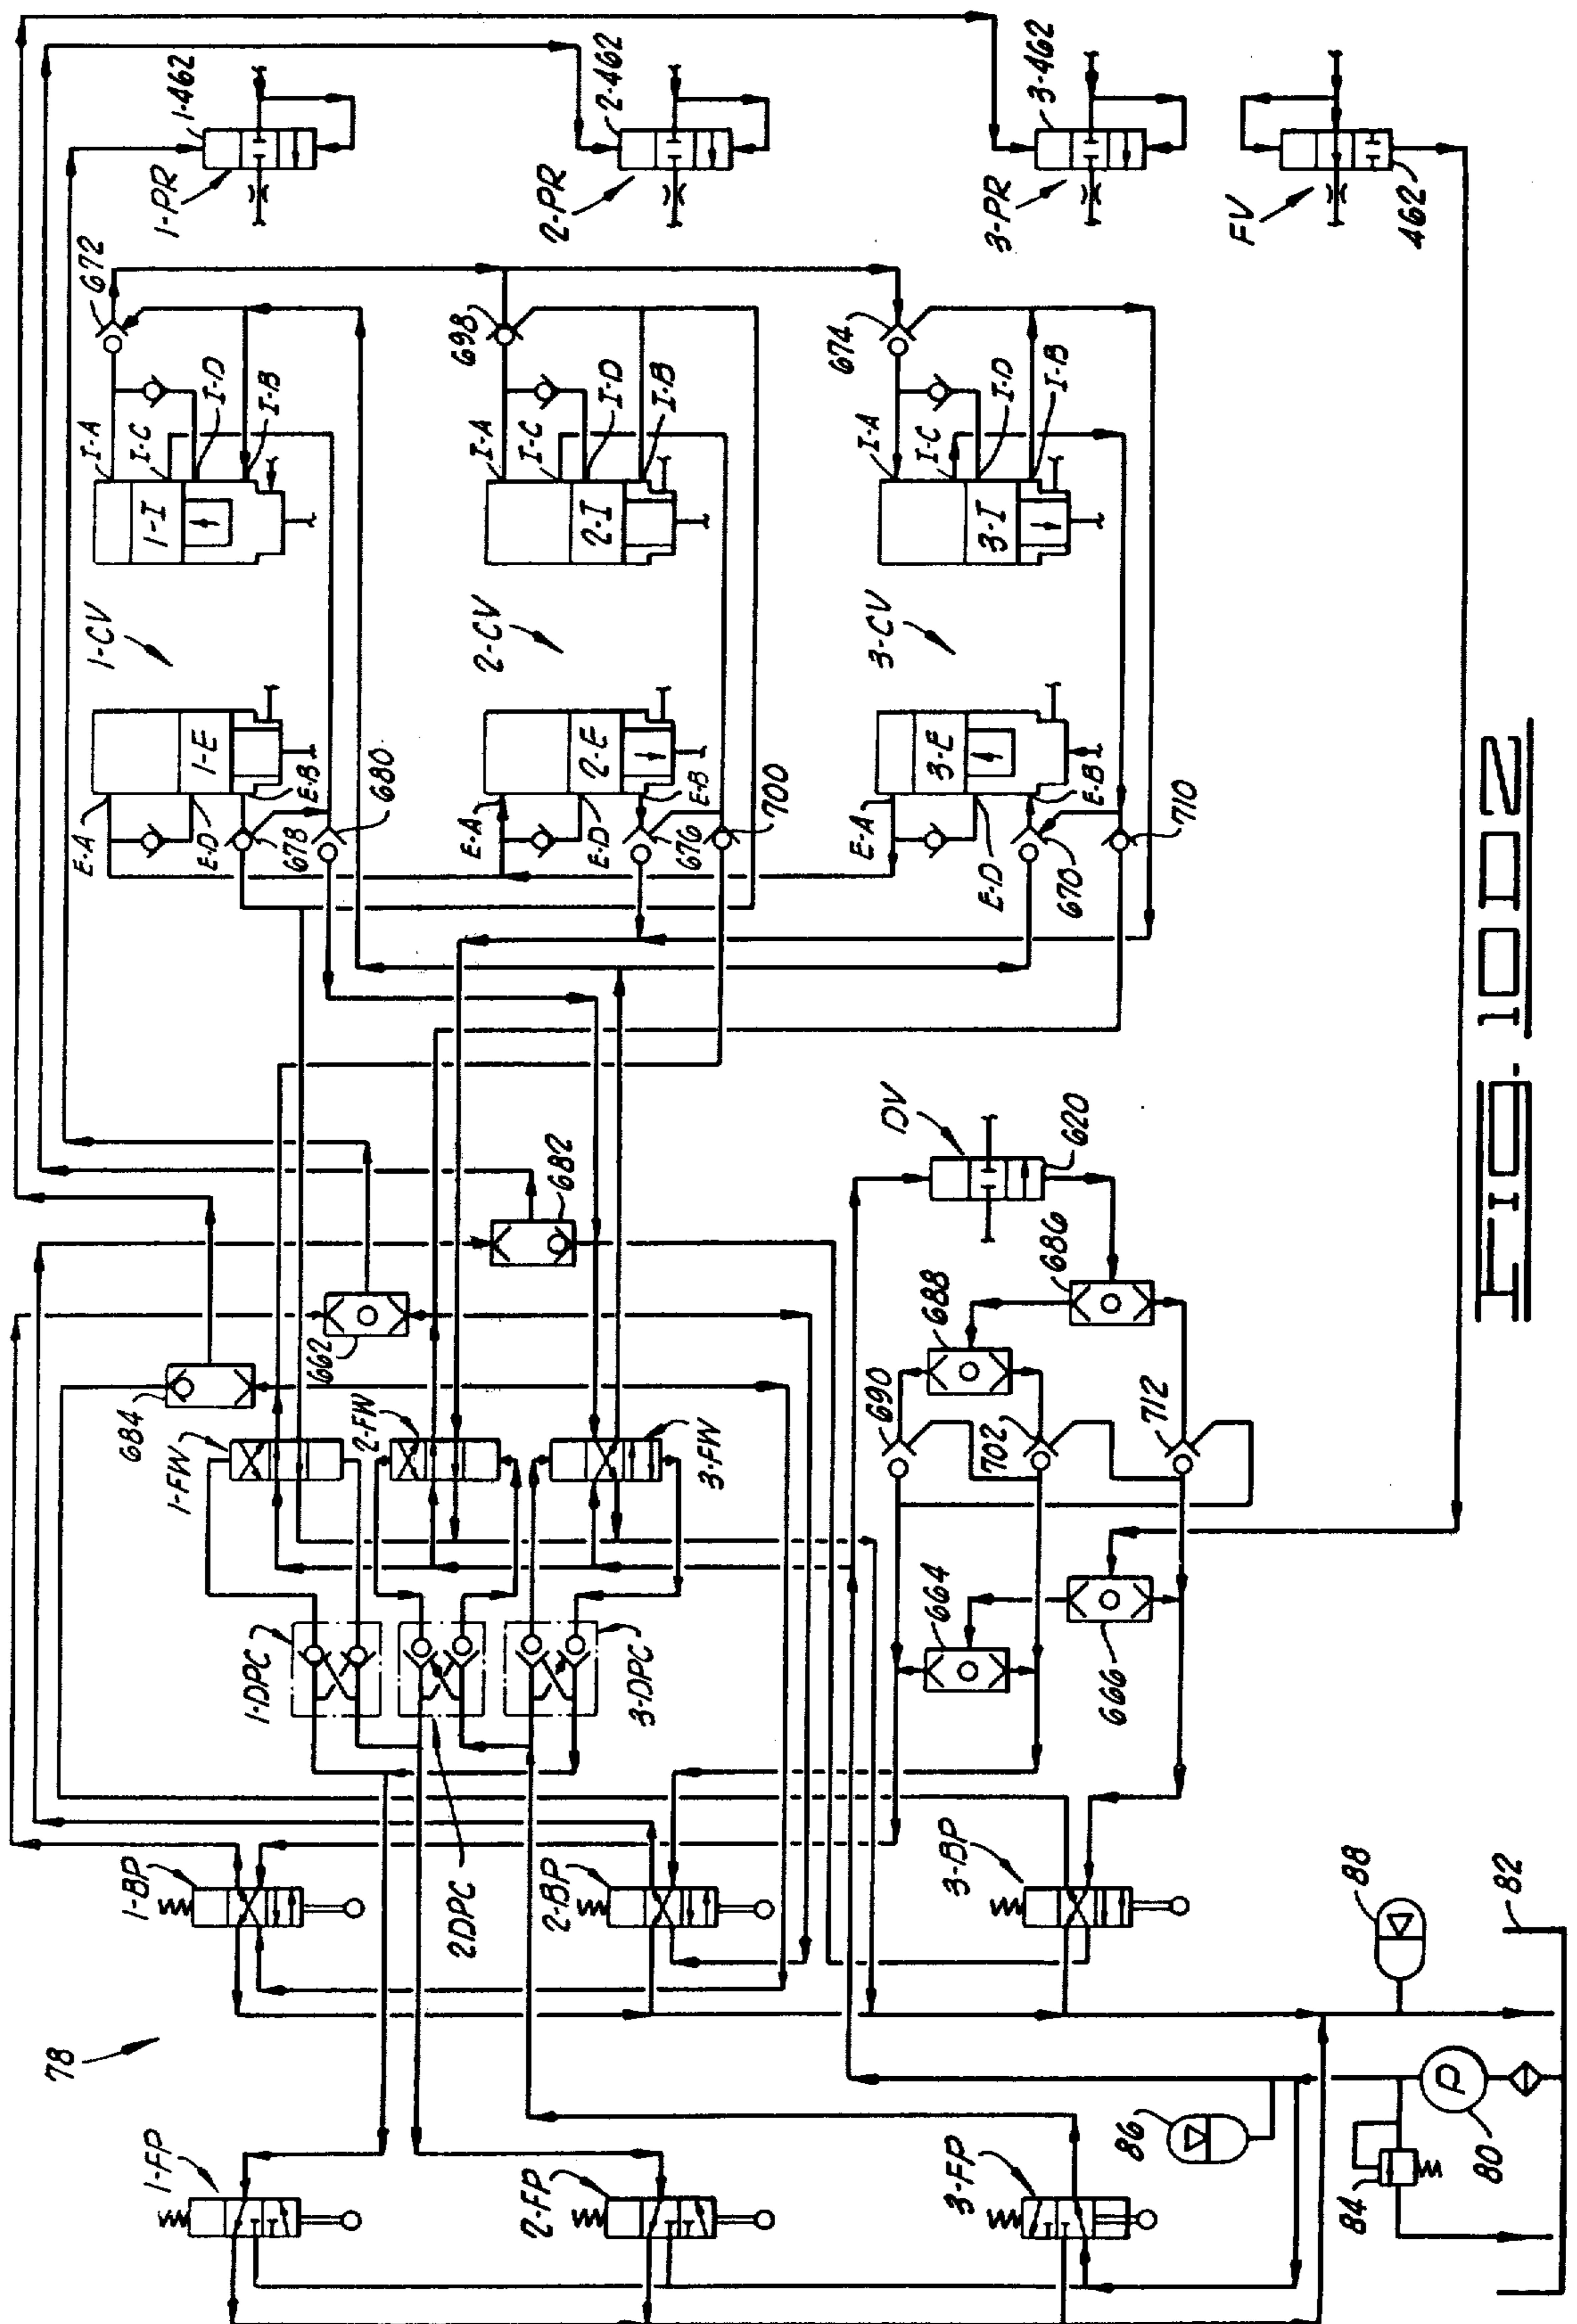 1-462
1-PR
2-462
2-PR
3-462
3-PR
FV
462
672
I-A
I-C
I-D
I-B
1-I
1-CV
1-E
E-A
E-D
E-B
678
680
698
I-A
I-C
I-D
I-B
2-I
2-CV
2-E
E-A
E-D
E-B
676
700
674
I-A
I-C
I-D
I-B
3-I
3-CV
3-E
E-A
E-D
E-B
670
710
684
662
682
1-FW
2-FW
3-FW
1-DPC
2DPC
3-DPC
DV
620
686
688
690
702
712
664
666
1-BP
2-BP
3-BP
78
1-FP
2-FP
3-FP
86
88
82
84
80
P
FIG. 10D2